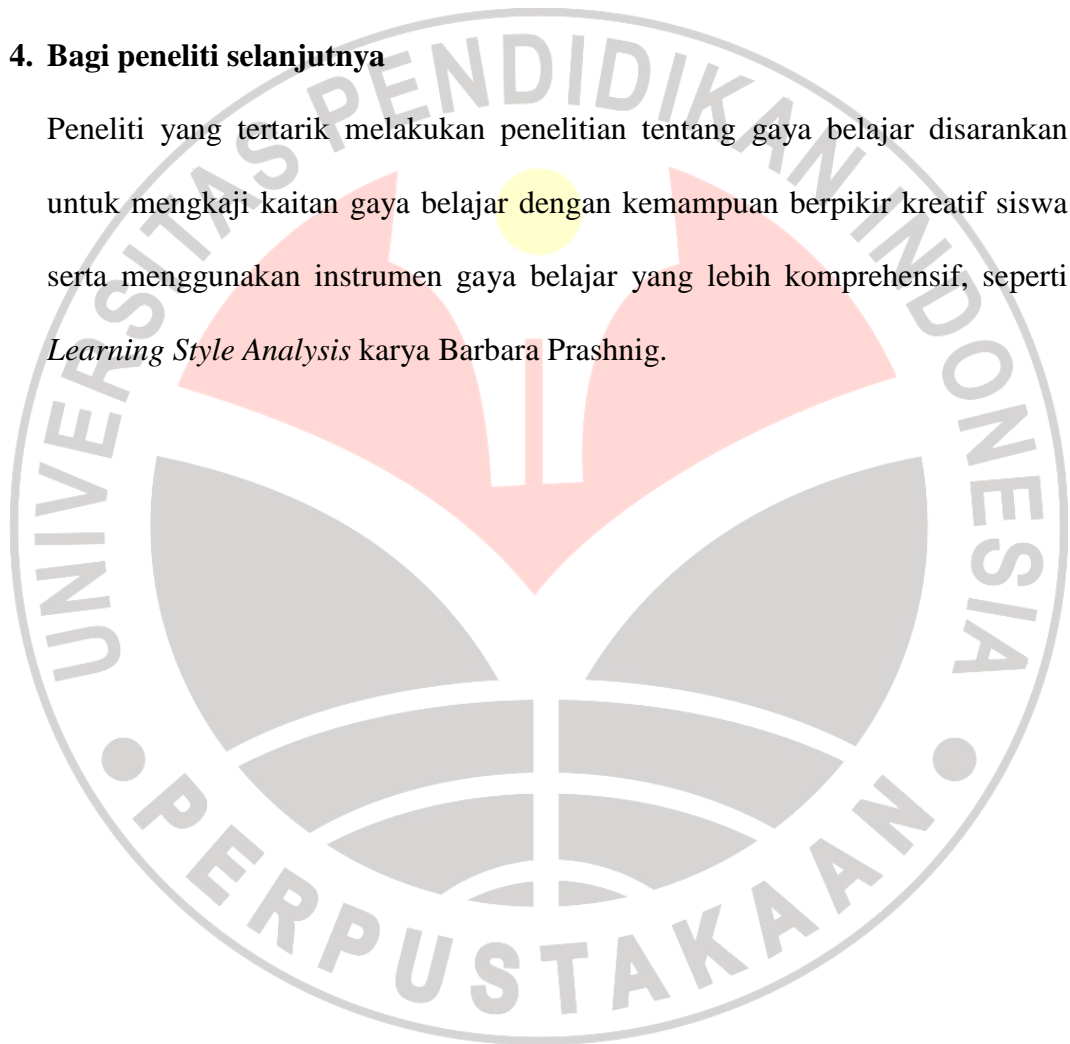 4. Bagi peneliti selanjutnya
Peneliti yang tertarik melakukan penelitian tentang gaya belajar disarankan
untuk mengkaji kaitan gaya belajar dengan kemampuan berpikir kreatif siswa
serta menggunakan instrumen gaya belajar yang lebih komprehensif, seperti
Learning Style Analysis karya Barbara Prashnig.
UNIVERSITAS PENDIDIKAN INDONESIA
PERPUSTAKAAN